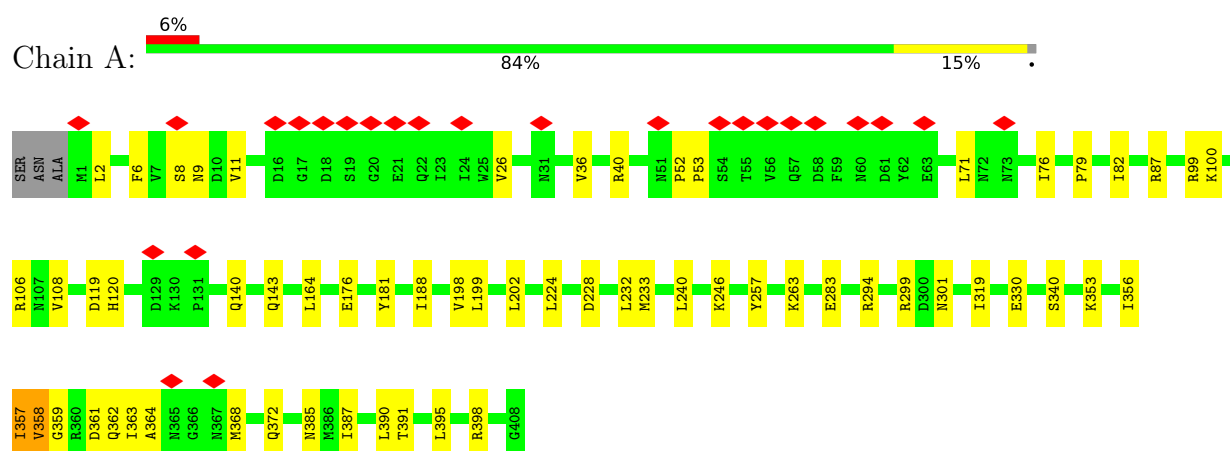 6%
Chain A:
84% 15% •
SER ASN ALA M1 L2 F6 V7 S8 N9 D10 V11 D16 G17 D18 S19 G20 E21 Q22 I23 I24 W25 V26 N31 V36 R40 N51 P52 P53 S54 T55 V56 Q57 D58 F59 N60 D61 Y62 E63 L71 N72 N73 I76 P79 I82 R87 R99 K100
R106 N107 V108 D119 H120 D129 K130 P131 Q140 Q143 L164 E176 Y181 I188 V198 L199 L202 L224 D228 L232 M233 L240 K246 Y257 K263 E283 R294 R299 D300 N301 I319 E330 S340 K353 I356
I357 V358 G359 R360 D361 Q362 I363 A364 N365 G366 N367 M368 Q372 N385 M386 I387 L390 T391 L395 R398 G408